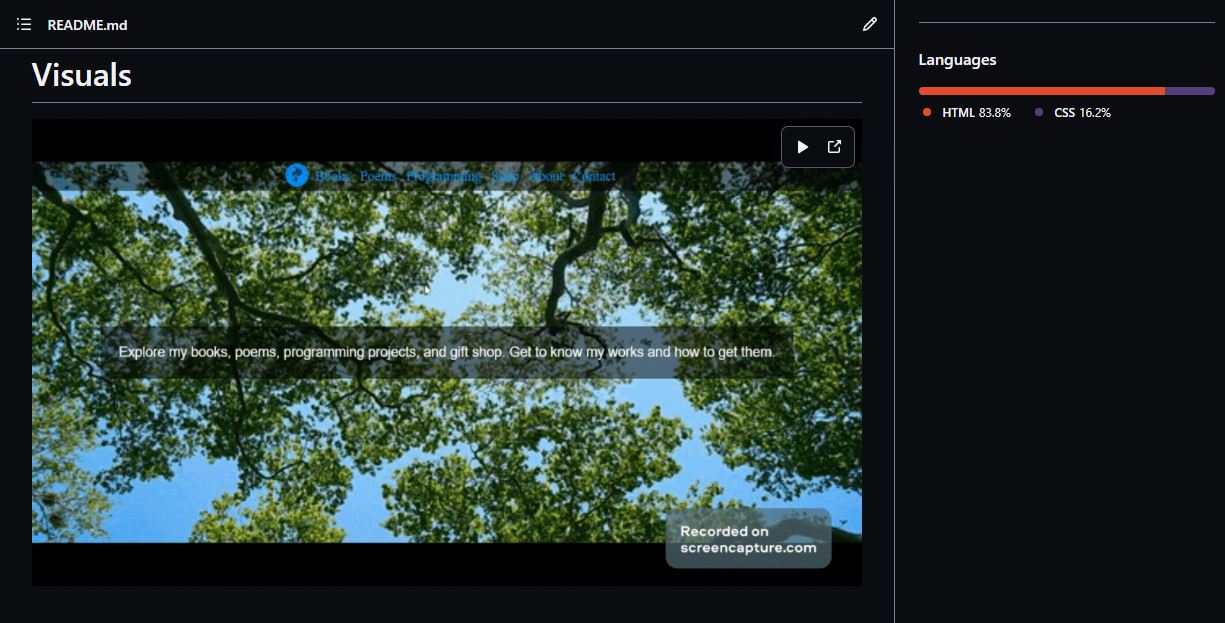 README.md
Visuals
Books Poems Programming Shop About Contact
Explore my books, poems, programming projects, and gift shop. Get to know my works and how to get them.
Recorded on
screencapture.com
Languages
HTML 83.8% CSS 16.2%